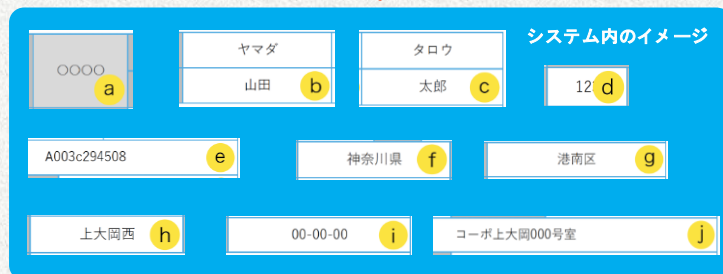 システム内のイメージ
○○○○
a
ヤマダ
山田
b
タロウ
太郎
c
12
d
A003c294508
e
神奈川県
f
港南区
g
上大岡西
h
00-00-00
i
コーポ上大岡000号室
j